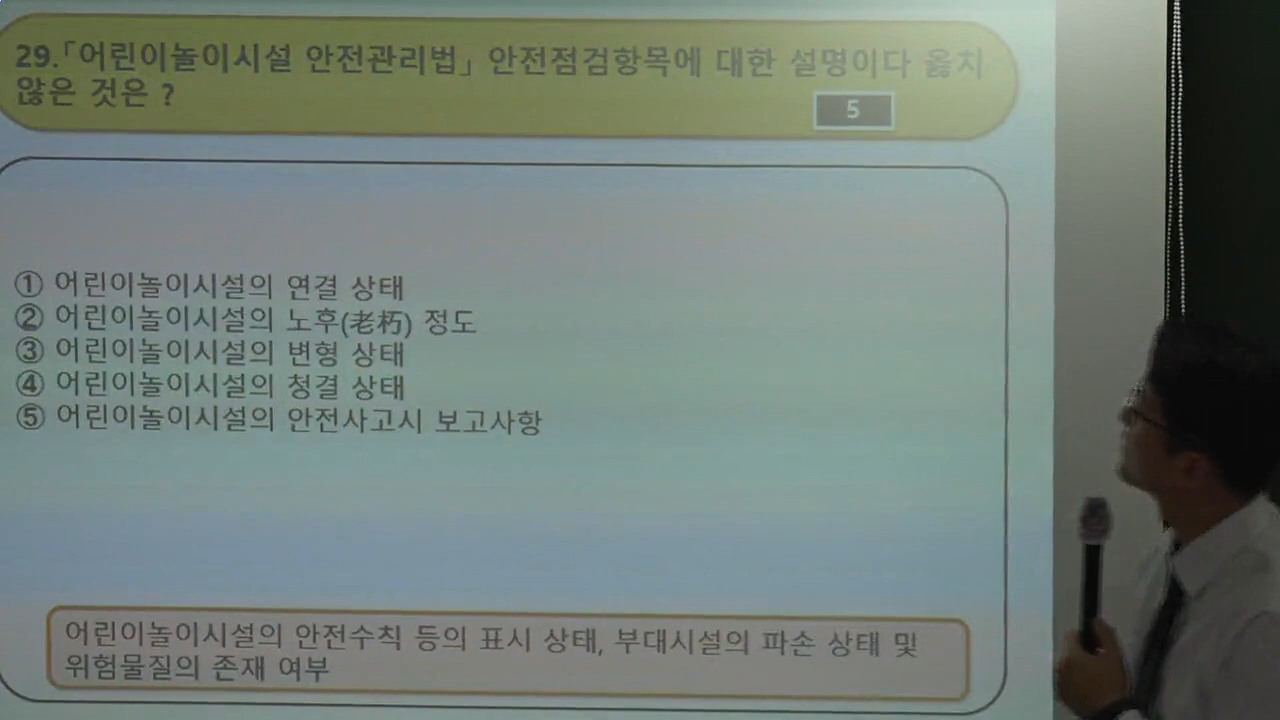 29.「어린이놀이시설 안전관리법」 안전점검항목에 대한 설명이다 옳치
않은 것은 ?
5
① 어린이놀이시설의 연결 상태
② 어린이놀이시설의 노후(老朽) 정도
③ 어린이놀이시설의 변형 상태
④ 어린이놀이시설의 청결 상태
⑤ 어린이놀이시설의 안전사고시 보고사항
어린이놀이시설의 안전수칙 등의 표시 상태, 부대시설의 파손 상태 및
위험물질의 존재 여부